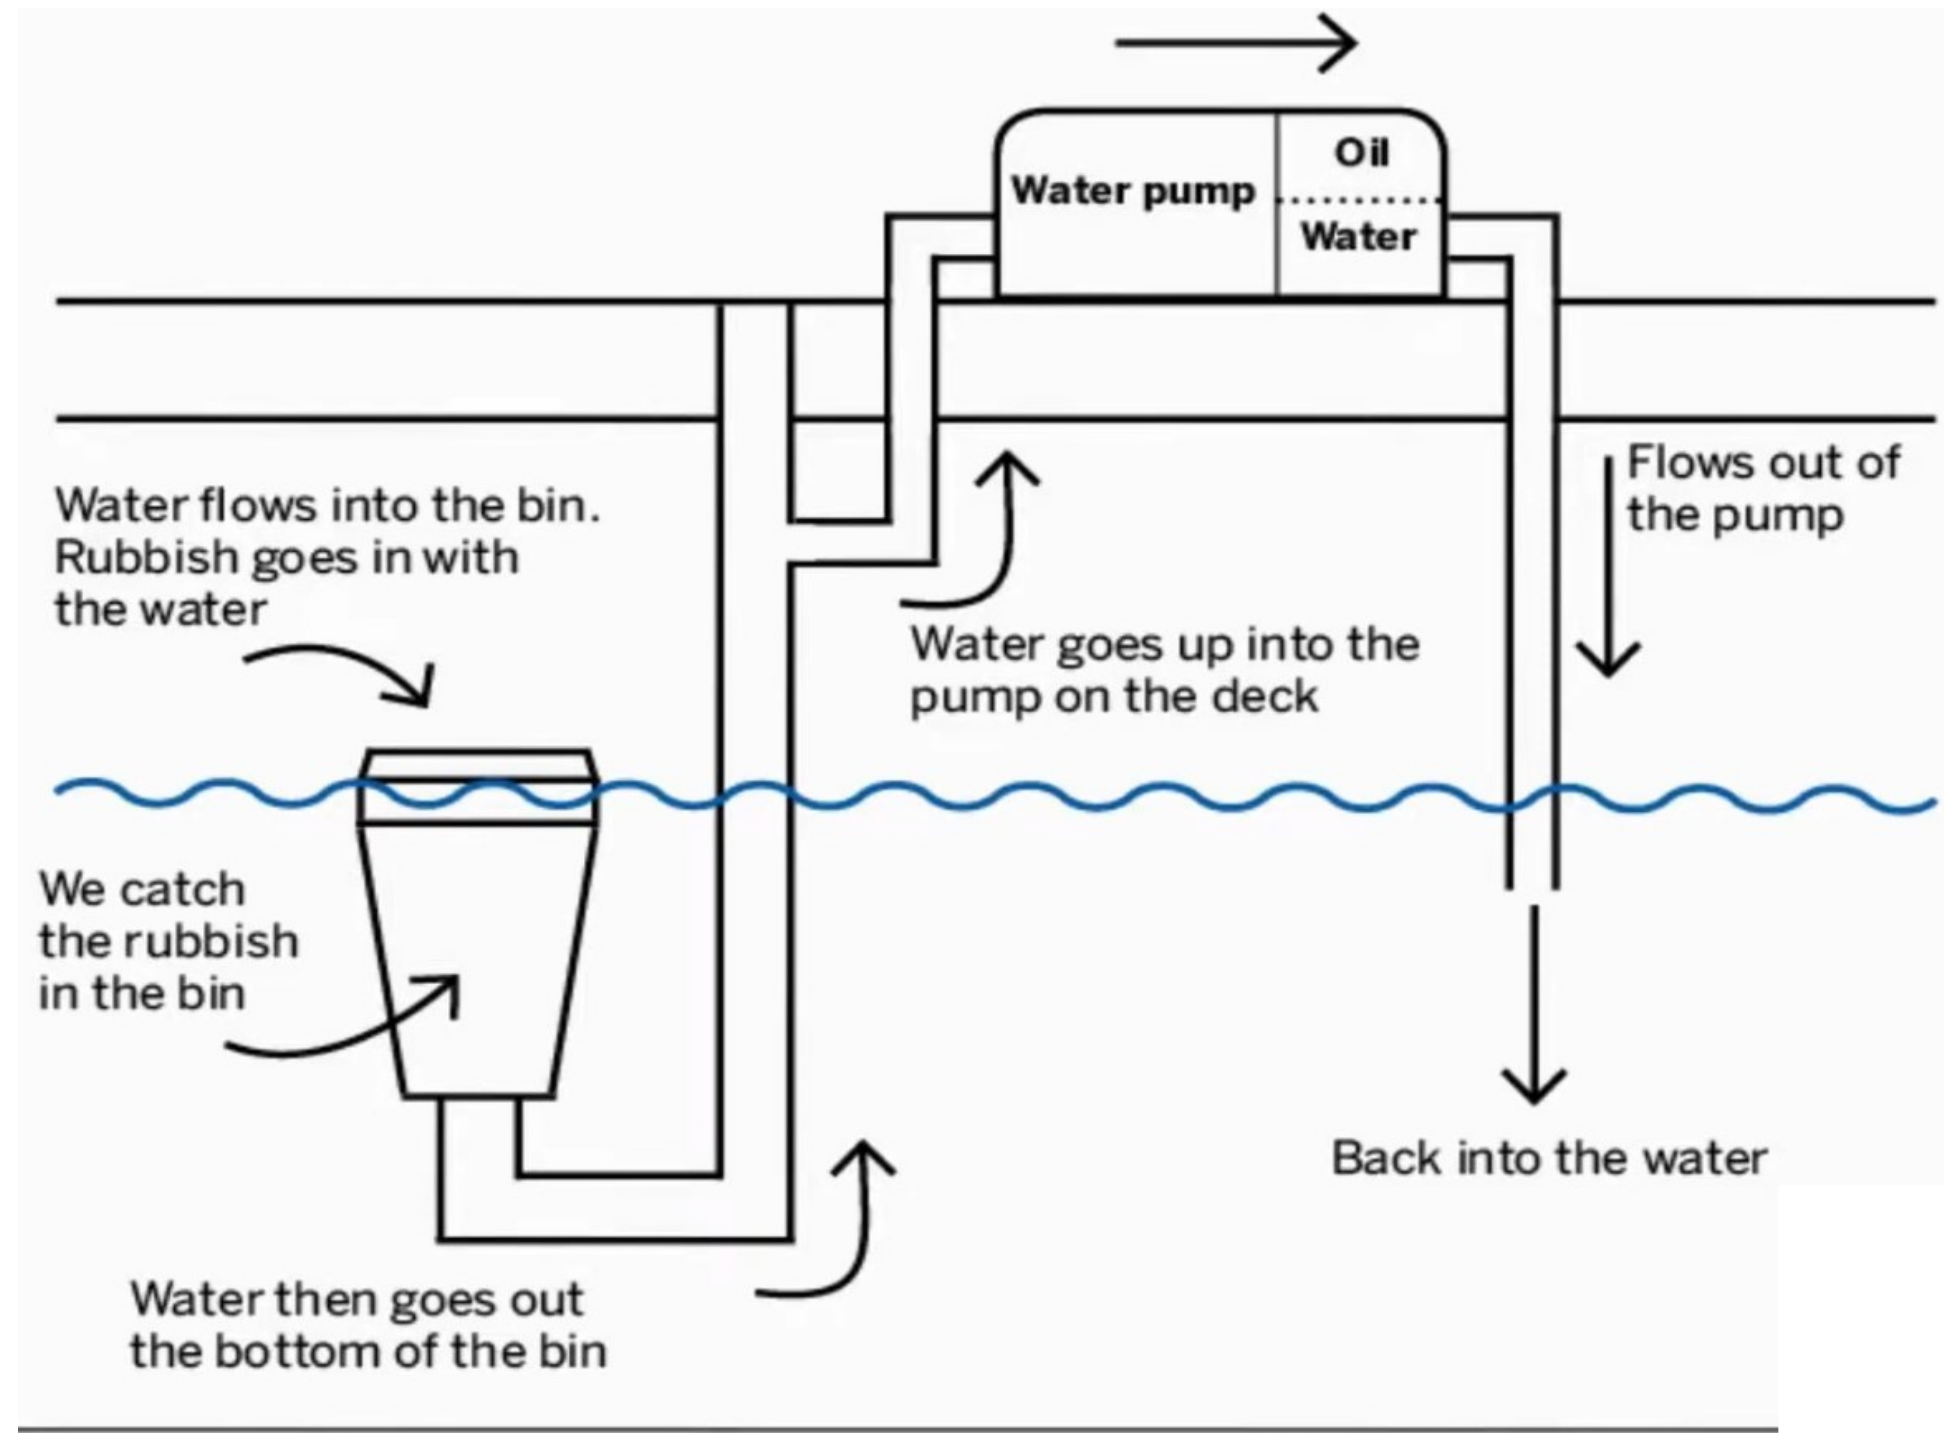 Water pump
Oil
Water
Water flows into the bin.
Rubbish goes in with
the water
Flows out of
the pump
Water goes up into the
pump on the deck
We catch
the rubbish
in the bin
Back into the water
Water then goes out
the bottom of the bin